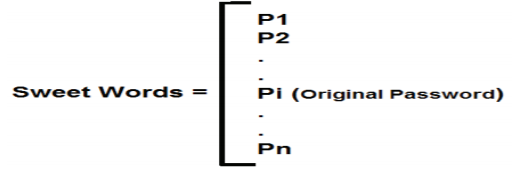 P1
P2
.
.
Sweet Words = Pi (Original Password)
.
.
Pn